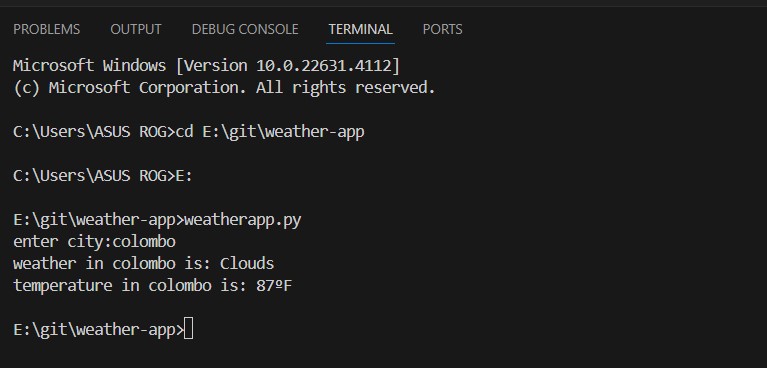 PROBLEMS OUTPUT DEBUG CONSOLE TERMINAL PORTS
Microsoft Windows [Version 10.0.22631.4112]
(c) Microsoft Corporation. All rights reserved.
C:\Users\ASUS ROG>cd E:\git\weather-app
C:\Users\ASUS ROG>E:
E:\git\weather-app>weatherapp.py
enter city:colombo
weather in colombo is: Clouds
temperature in colombo is: 87ºF
E:\git\weather-app>